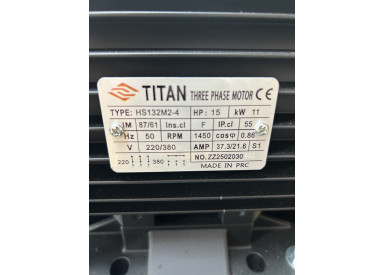 TITAN THREE PHASE MOTOR CE
TYPE: HS132M2-4 HP: 15 kW 11
IM 87/61 Ins.cl F IP.cl 55
Hz 50 RPM 1450 cosΦ 0.86
V 220/380 AMP 37.3/21.6 S1
220 380 NO.ZZ2502030
MADE IN PRC